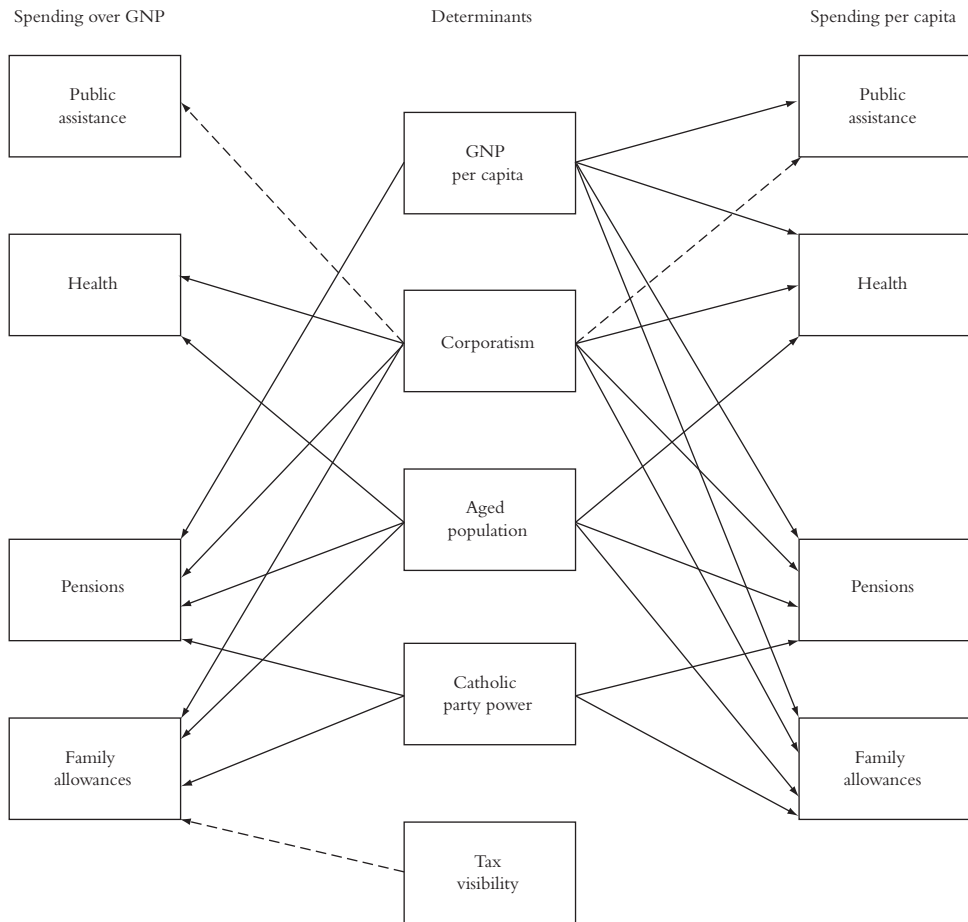 Spending over GNP
Determinants
Spending per capita
Public
assistance
Health
Pensions
Family
allowances
GNP
per capita
Corporatism
Aged
population
Catholic
party power
Tax
visibility
Public
assistance
Health
Pensions
Family
allowances